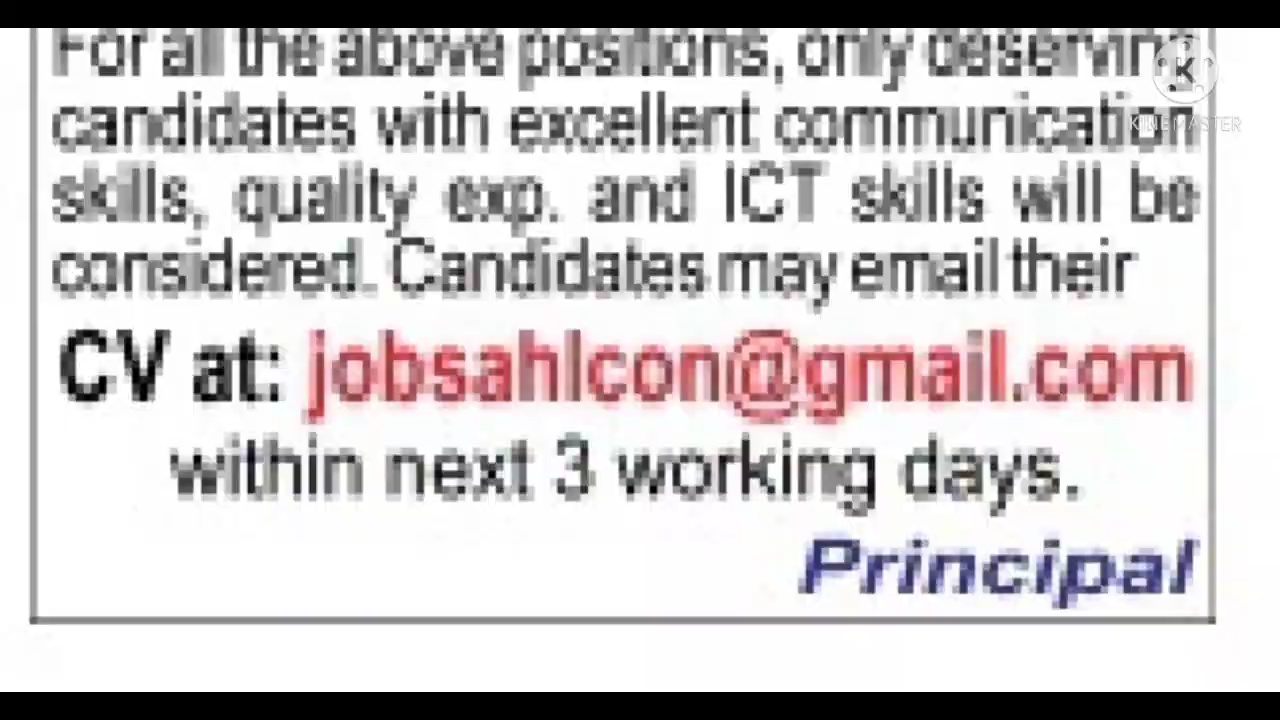 For all the above positions, only deserving
candidates with excellent communication
skills, quality exp. and ICT skills will be
considered. Candidates may email their
CV at: jobsahlcon@gmail.com
within next 3 working days.
Principal
KINEMASTER